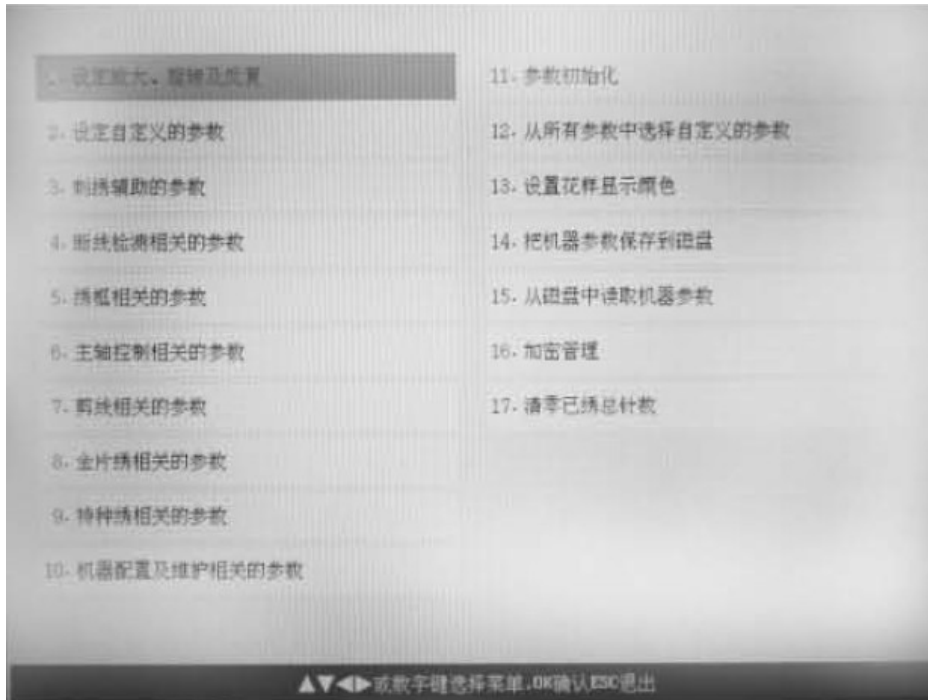 1. 设定放大、旋转及反复
2. 设定自定义的参数
3. 刺绣辅助的参数
4. 断线检测相关的参数
5. 绣框相关的参数
6. 主轴控制相关的参数
7. 剪线相关的参数
8. 金片绣相关的参数
9. 特种绣相关的参数
10. 机器配置及维护相关的参数
11. 参数初始化
12. 从所有参数中选择自定义的参数
13. 设置花样显示颜色
14. 把机器参数保存到磁盘
15. 从磁盘中读取机器参数
16. 加密管理
17. 清零已绣总针数
▲▼◀▶或数字键选择菜单,OK确认ESC退出